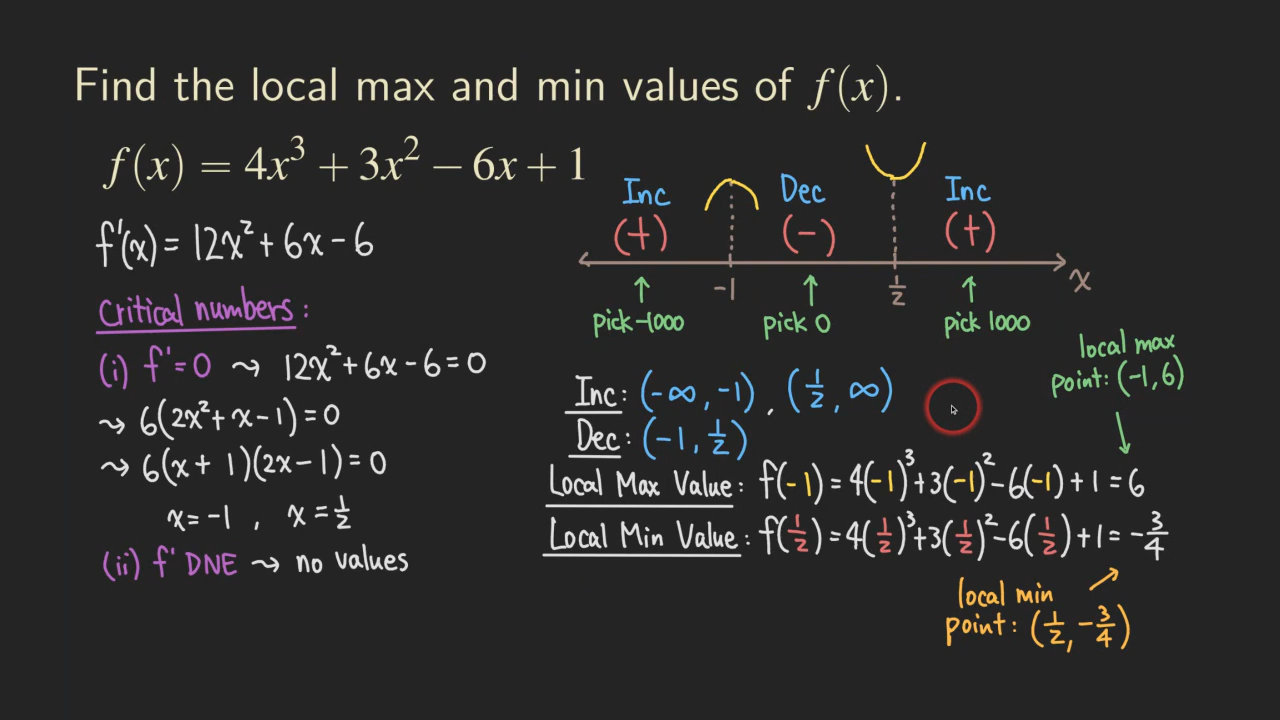 Find the local max and min values of f(x).
f(x) = 4x³ + 3x² − 6x + 1
f'(x) = 12x² + 6x − 6
Critical numbers:
(i) f' = 0 ⇝ 12x² + 6x − 6 = 0
⇝ 6(2x² + x − 1) = 0
⇝ 6(x + 1)(2x − 1) = 0
x = −1 , x = 1/2
(ii) f' DNE ⇝ no values
Inc Dec Inc
(+) (−) (+)
−1 1/2 x
↑ ↑ ↑
pick −1000 pick 0 pick 1000
Inc: (−∞, −1) , (1/2, ∞)
Dec: (−1, 1/2)
local max
point: (−1, 6)
Local Max Value: f(−1) = 4(−1)³ + 3(−1)² − 6(−1) + 1 = 6
Local Min Value: f(1/2) = 4(1/2)³ + 3(1/2)² − 6(1/2) + 1 = −3/4
local min
point: (1/2, −3/4)